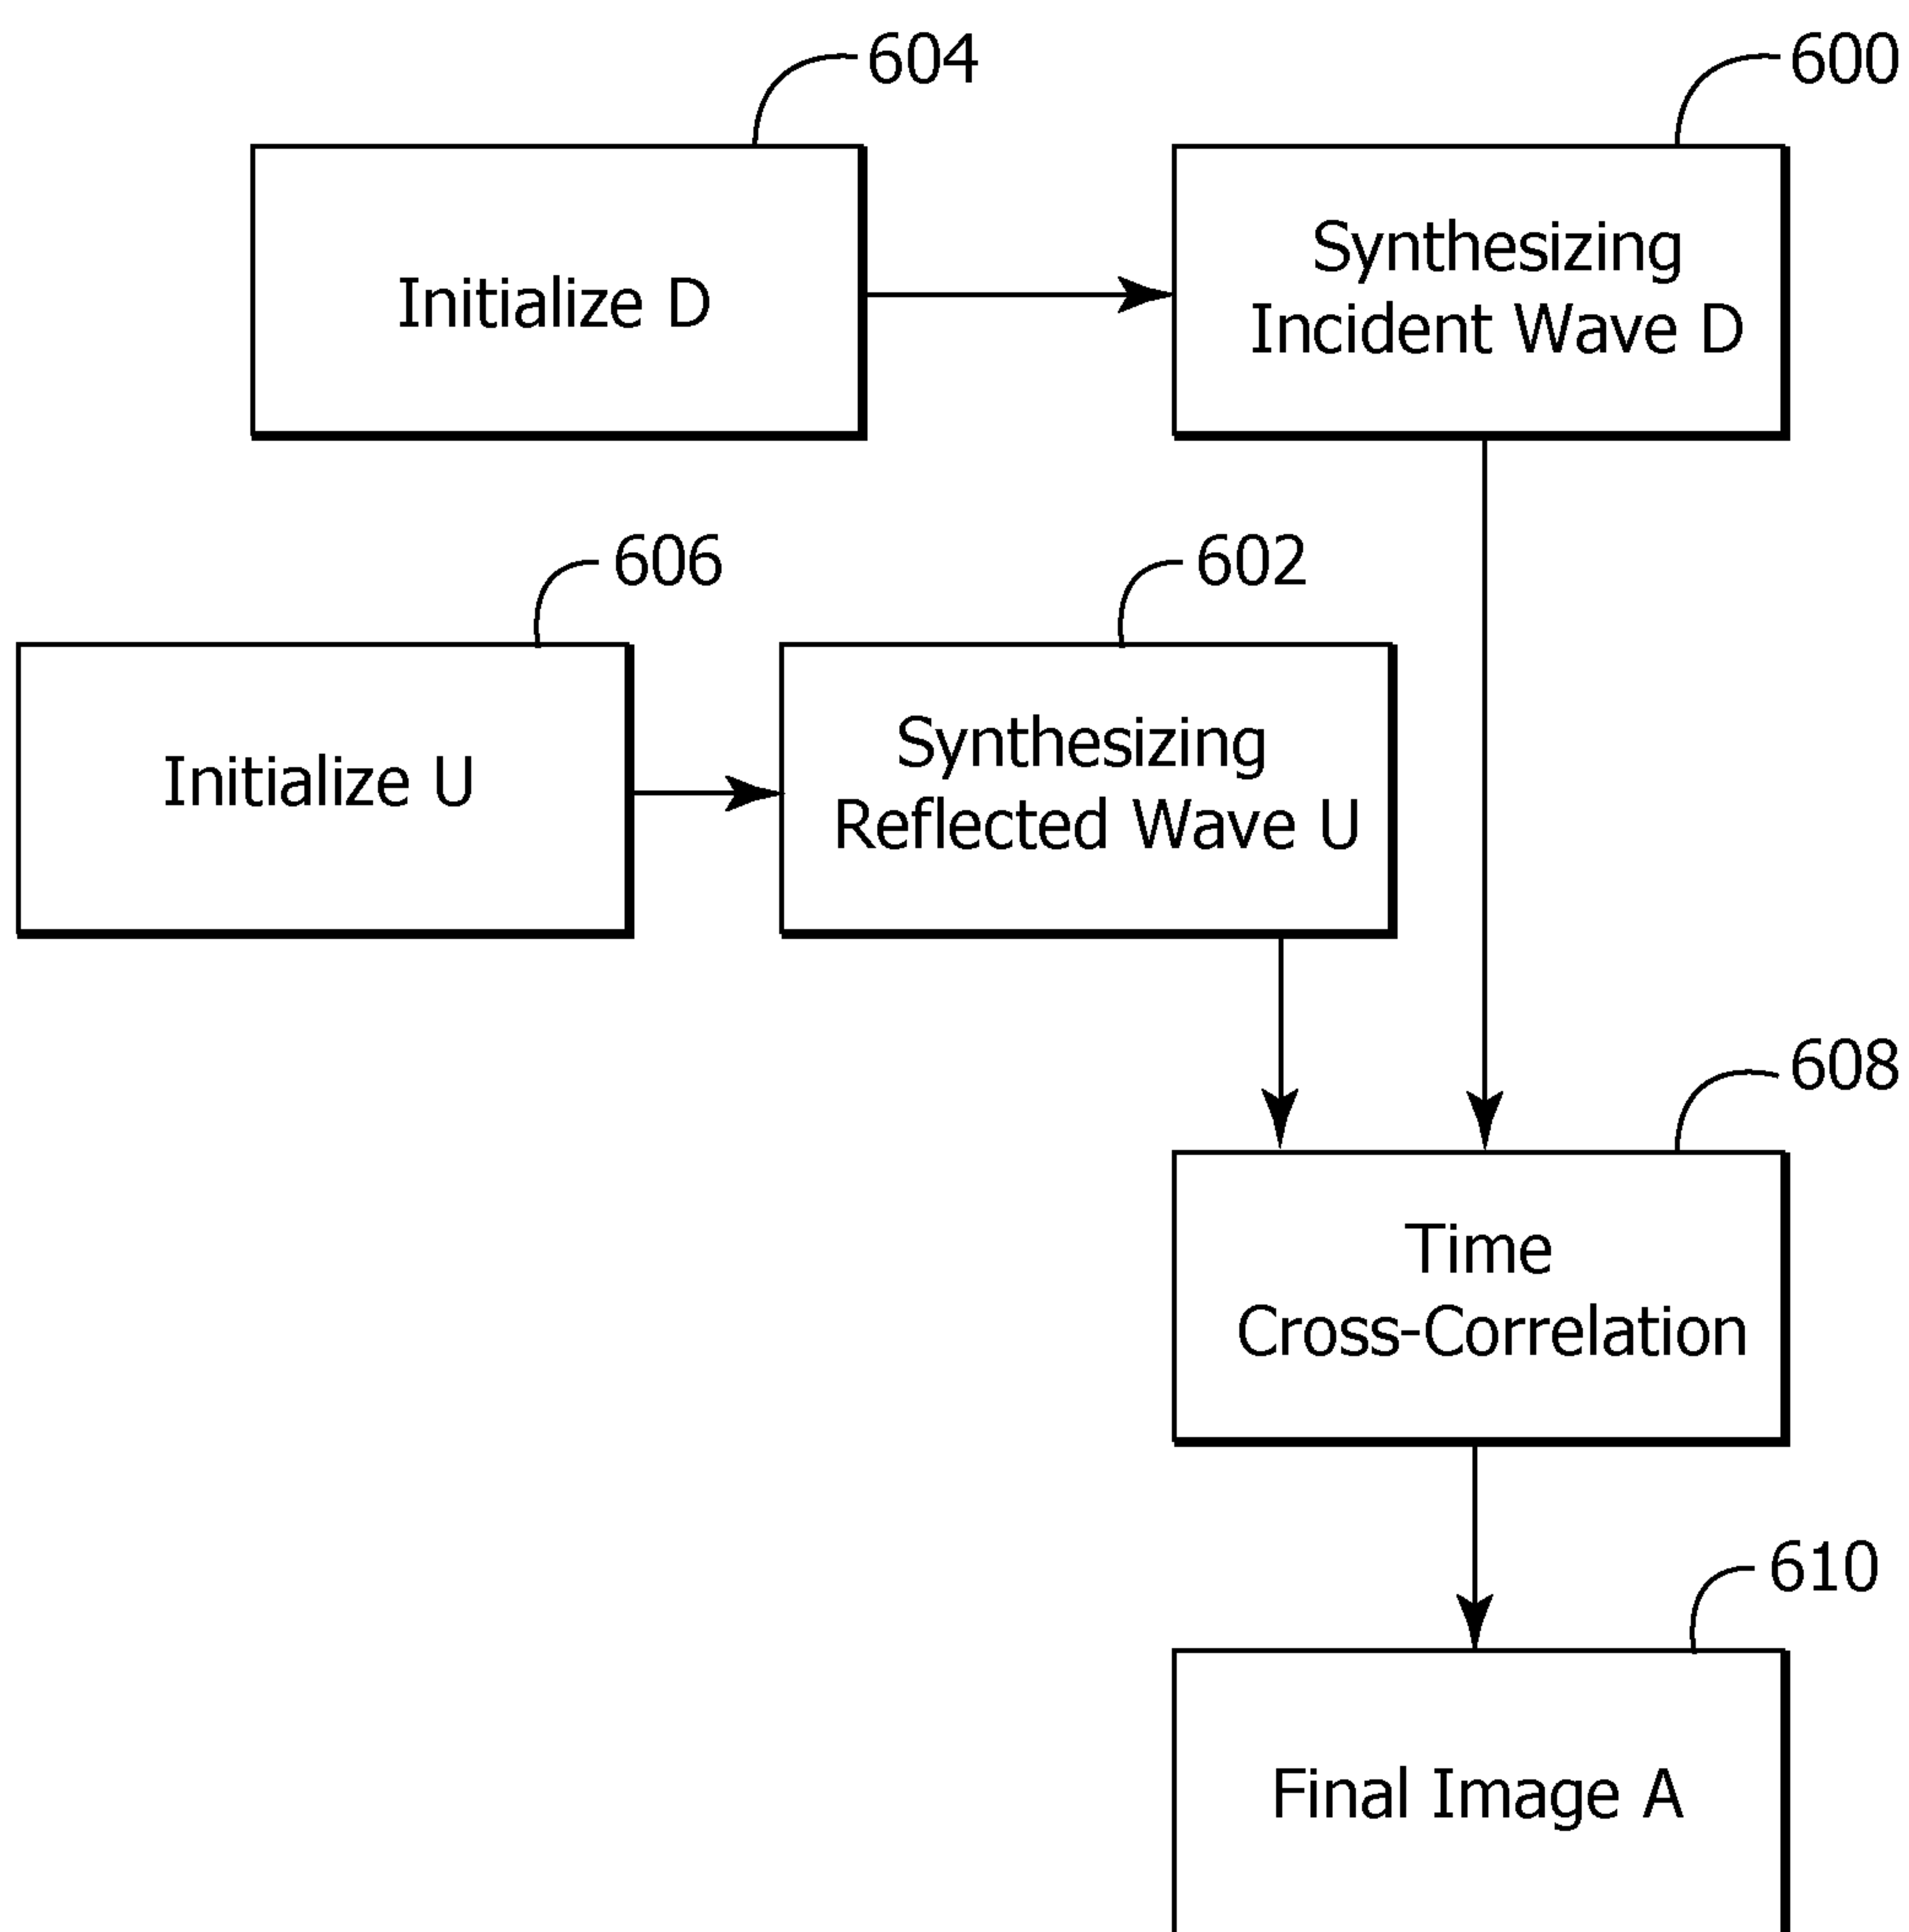 604
600
Initialize D
Synthesizing
Incident Wave D
606
602
Initialize U
Synthesizing
Reflected Wave U
608
Time
Cross-Correlation
610
Final Image A